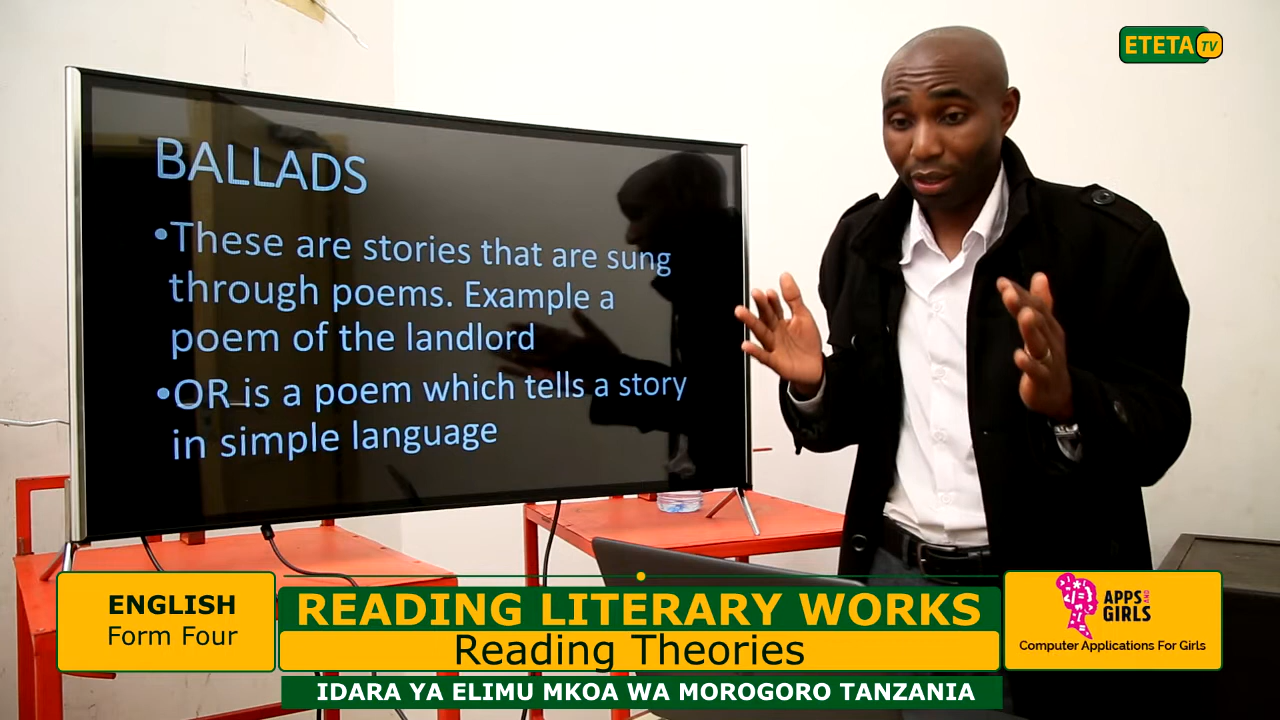 ETETA TV
BALLADS
•These are stories that are sung
through poems. Example a
poem of the landlord
•OR is a poem which tells a story
in simple language
ENGLISH
Form Four
READING LITERARY WORKS
Reading Theories
IDARA YA ELIMU MKOA WA MOROGORO TANZANIA
APPS AND
GIRLS
Computer Applications For Girls